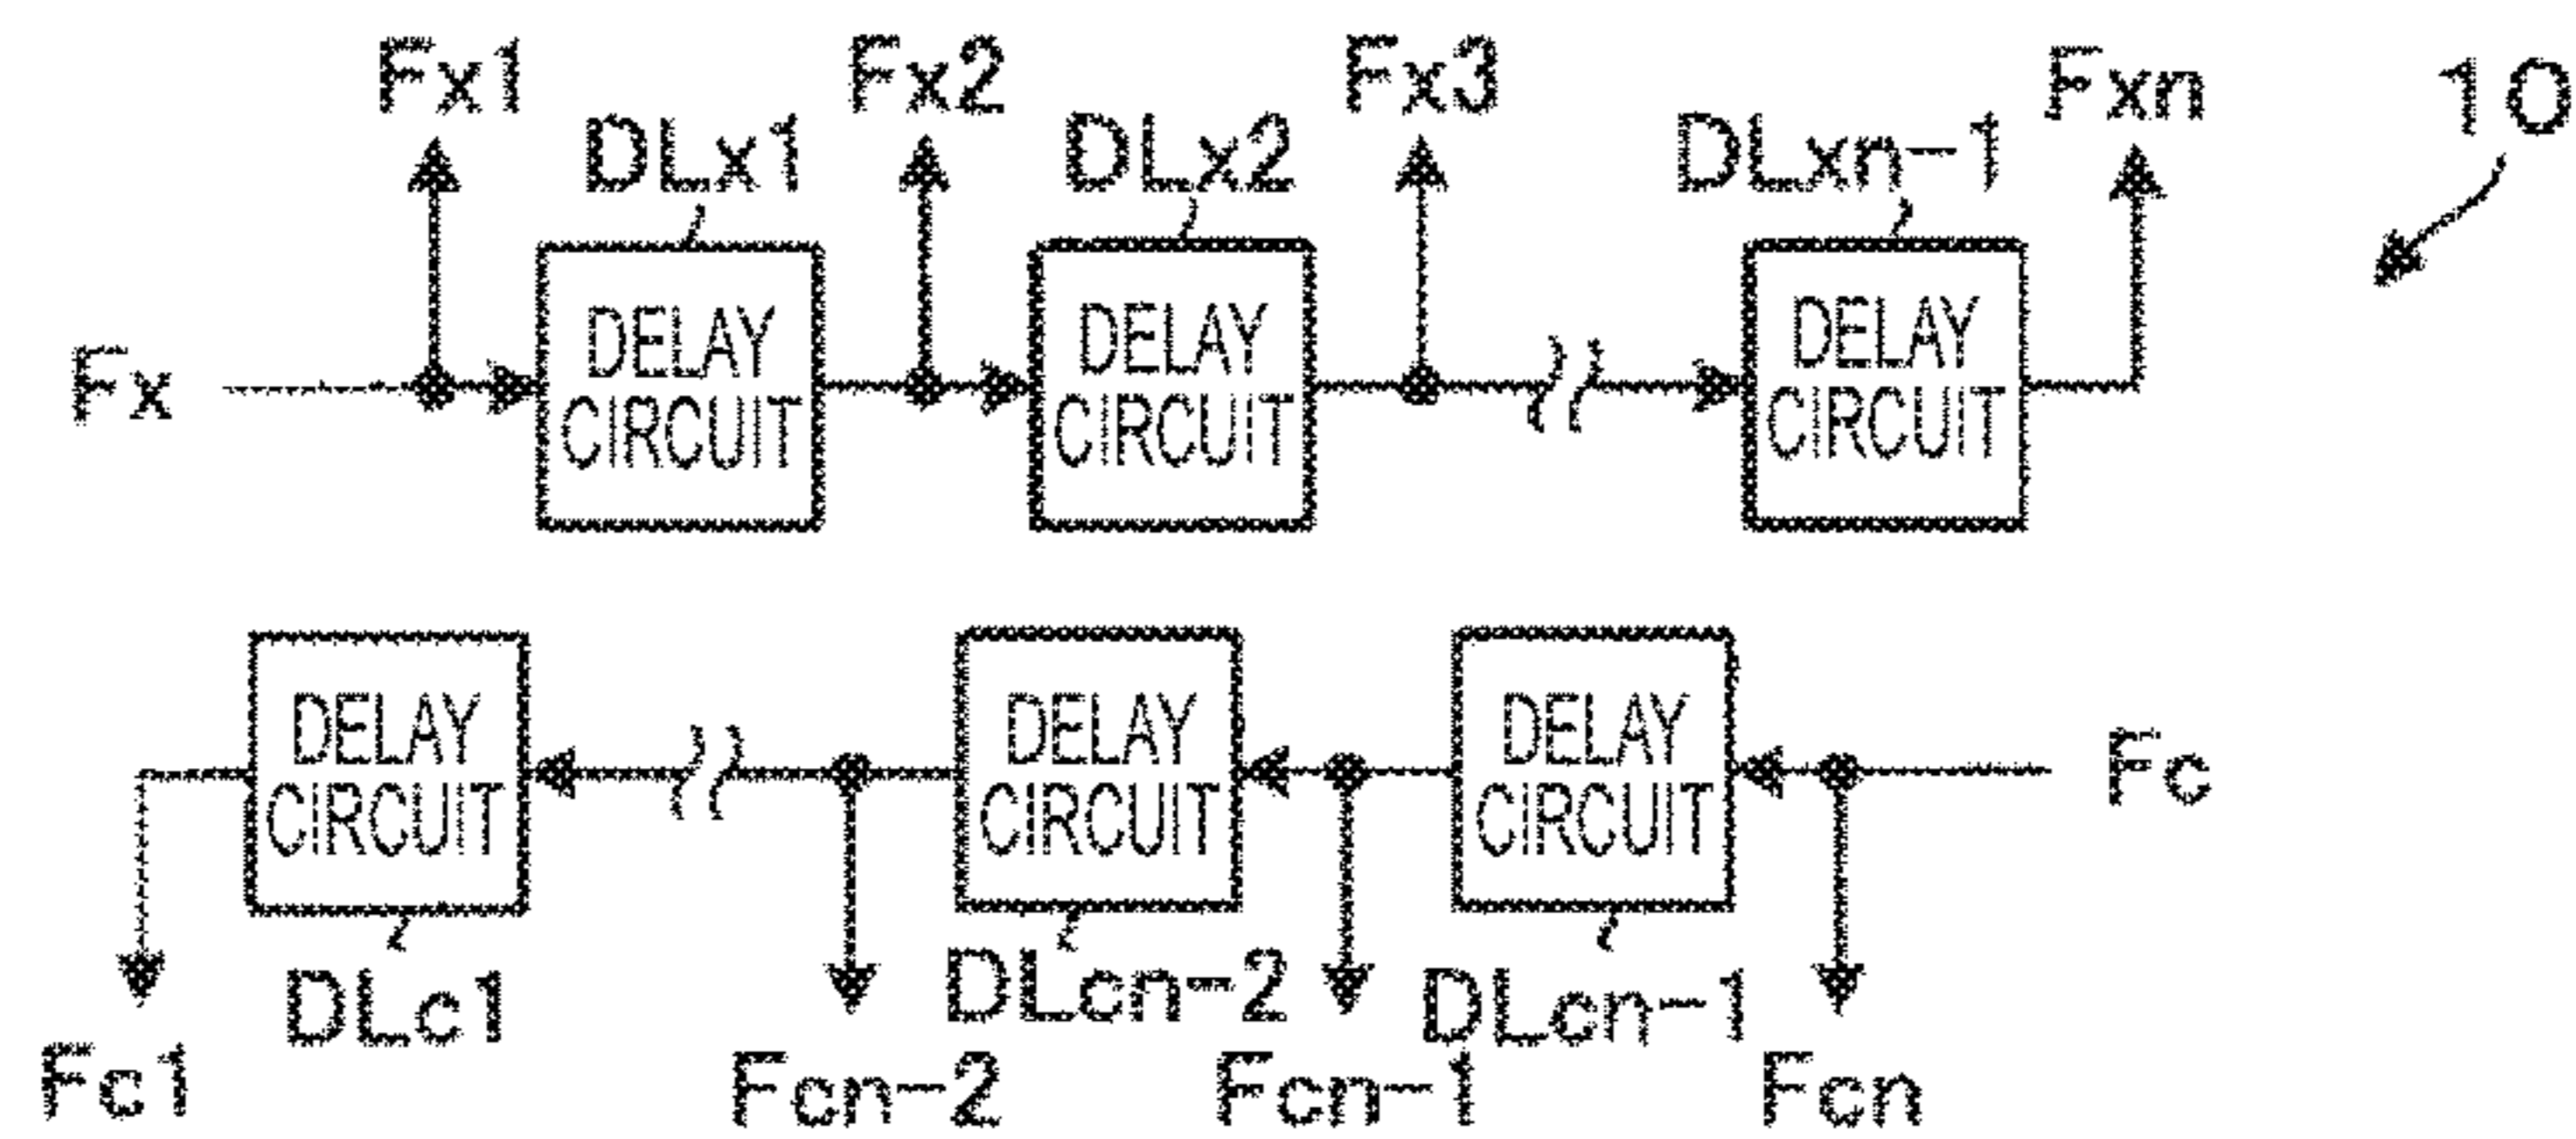 Fx1 Fx2 Fx3 Fxn 10
DLx1 DLx2 DLxn-1
Fx
DELAY CIRCUIT
DELAY CIRCUIT
DELAY CIRCUIT
DELAY CIRCUIT
DELAY CIRCUIT
DELAY CIRCUIT
Fc
DLc1 DLcn-2 DLcn-1
Fc1 Fcn-2 Fcn-1 Fcn